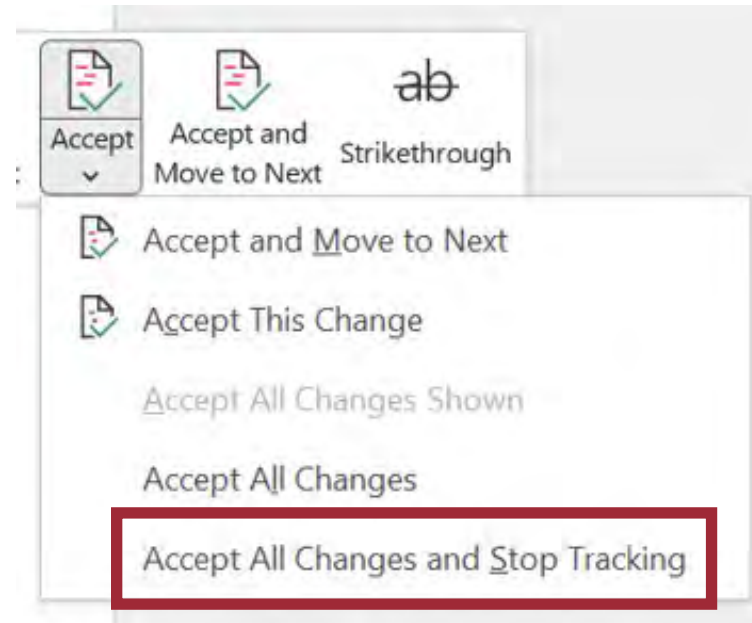 Accept
Accept and
Move to Next
ab
Strikethrough
Accept and Move to Next
Accept This Change
Accept All Changes Shown
Accept All Changes
Accept All Changes and Stop Tracking